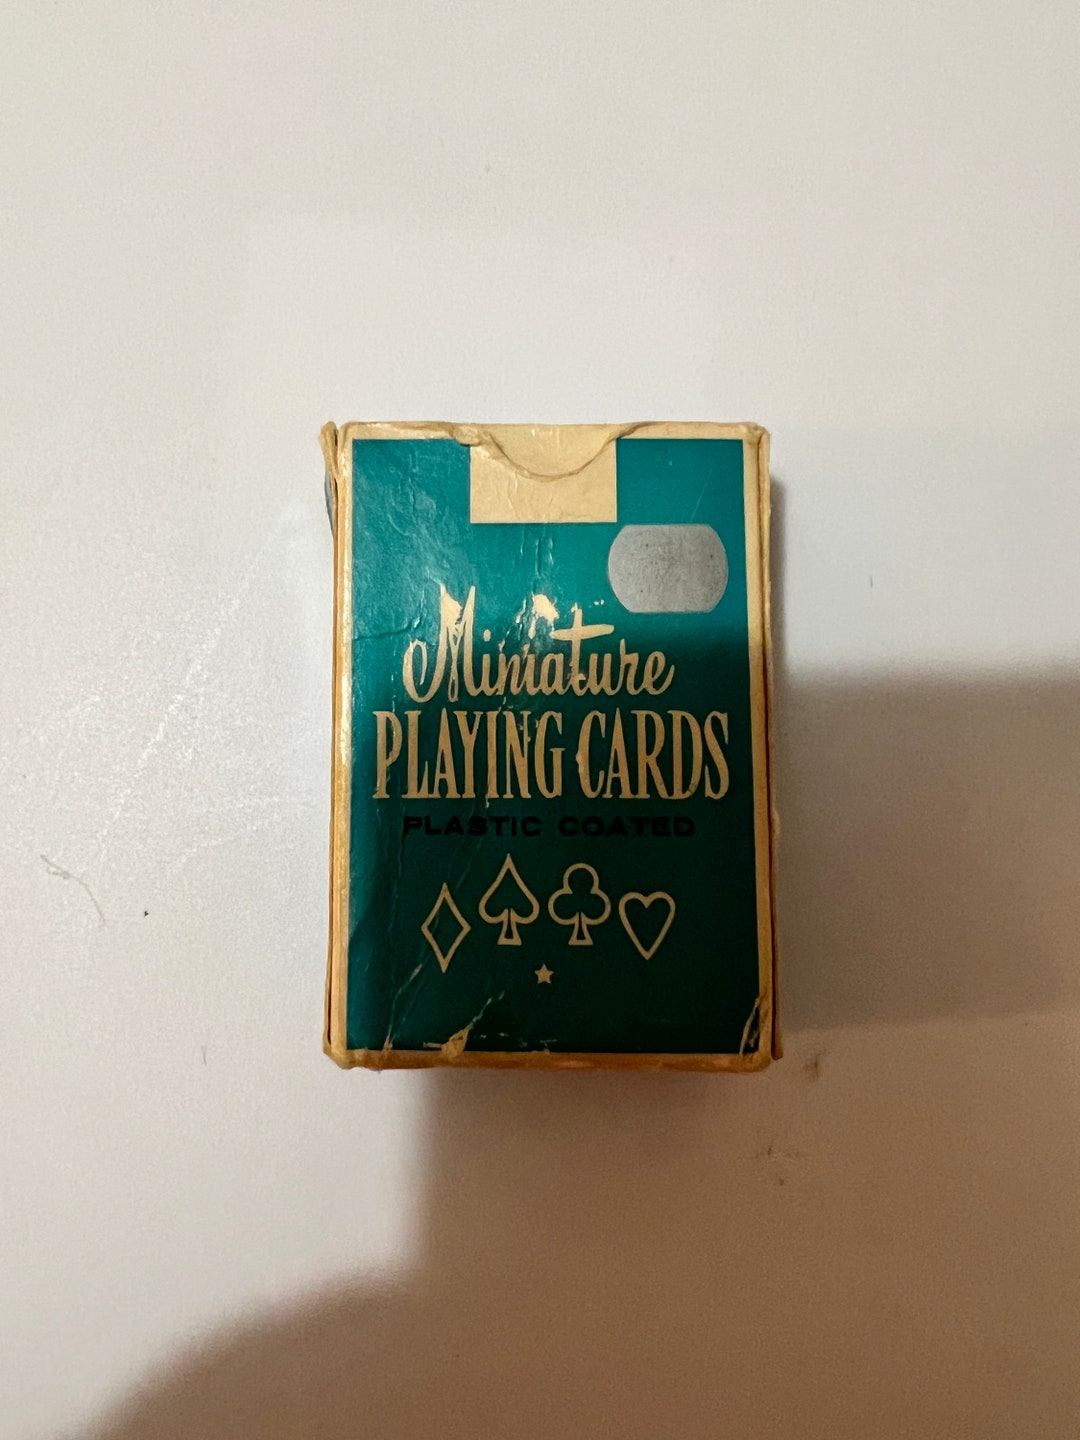 Miniature
PLAYING CARDS
PLASTIC COATED